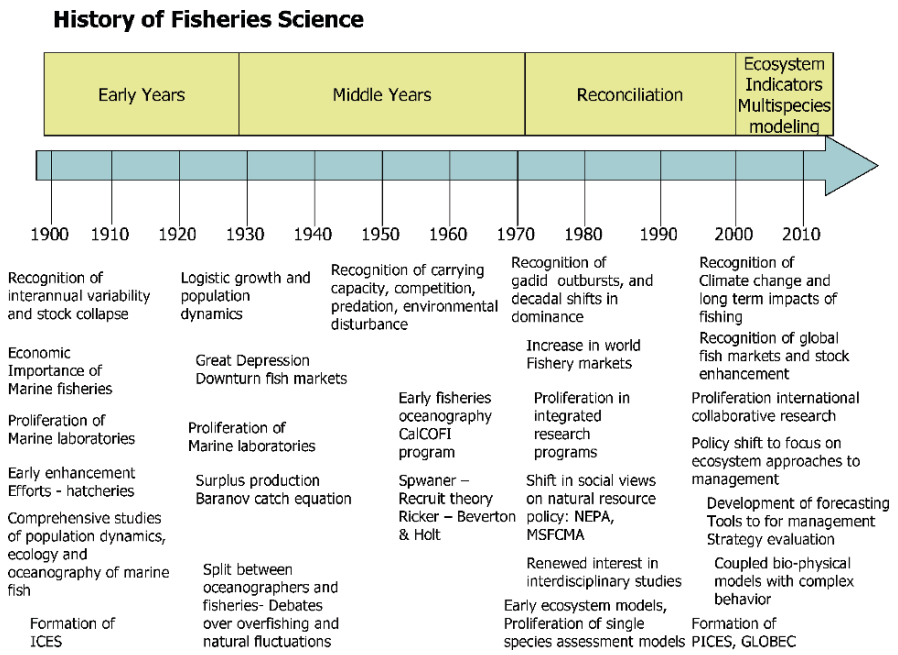 History of Fisheries Science
Early Years
Middle Years
Reconciliation
Ecosystem
Indicators
Multispecies
modeling
1900 1910 1920 1930 1940 1950 1960 1970 1980 1990 2000 2010
Recognition of
interannual variability
and stock collapse
Economic
Importance of
Marine fisheries
Proliferation of
Marine laboratories
Early enhancement
Efforts - hatcheries
Comprehensive studies
of population dynamics,
ecology and
oceanography of marine
fish
Formation of
ICES
Logistic growth and
population
dynamics
Great Depression
Downturn fish markets
Proliferation of
Marine laboratories
Surplus production
Baranov catch equation
Split between
oceanographers and
fisheries- Debates
over overfishing and
natural fluctuations
Recognition of carrying
capacity, competition,
predation, environmental
disturbance
Early fisheries
oceanography
CalCOFI
program
Spwaner –
Recruit theory
Ricker – Beverton
& Holt
Recognition of
gadid outbursts, and
decadal shifts in
dominance
Increase in world
Fishery markets
Proliferation in
integrated
research
programs
Shift in social views
on natural resource
policy: NEPA,
MSFCMA
Renewed interest in
interdisciplinary studies
Early ecosystem models,
Proliferation of single
species assessment models
Recognition of
Climate change and
long term impacts of
fishing
Recognition of global
fish markets and stock
enhancement
Proliferation international
collaborative research
Policy shift to focus on
ecosystem approaches to
management
Development of forecasting
Tools to for management
Strategy evaluation
Coupled bio-physical
models with complex
behavior
Formation of
PICES, GLOBEC